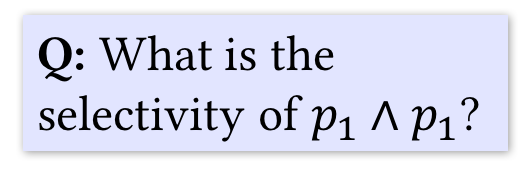 Q: What is the
selectivity of p₁ ∧ p₁?